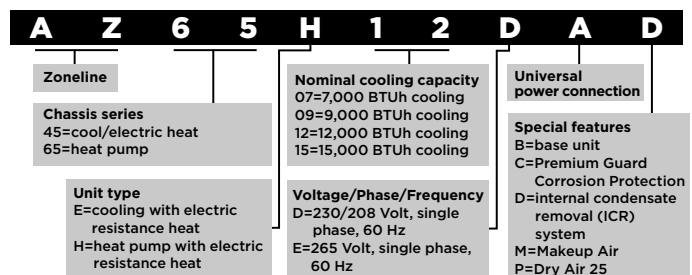 A Z 6 5 H 1 2 D A D
Zoneline
Chassis series
45=cool/electric heat
65=heat pump
Unit type
E=cooling with electric
resistance heat
H=heat pump with electric
resistance heat
Nominal cooling capacity
07=7,000 BTUh cooling
09=9,000 BTUh cooling
12=12,000 BTUh cooling
15=15,000 BTUh cooling
Voltage/Phase/Frequency
D=230/208 Volt, single
phase, 60 Hz
E=265 Volt, single phase,
60 Hz
Universal
power connection
Special features
B=base unit
C=Premium Guard
Corrosion Protection
D=internal condensate
removal (ICR)
system
M=Makeup Air
P=Dry Air 25